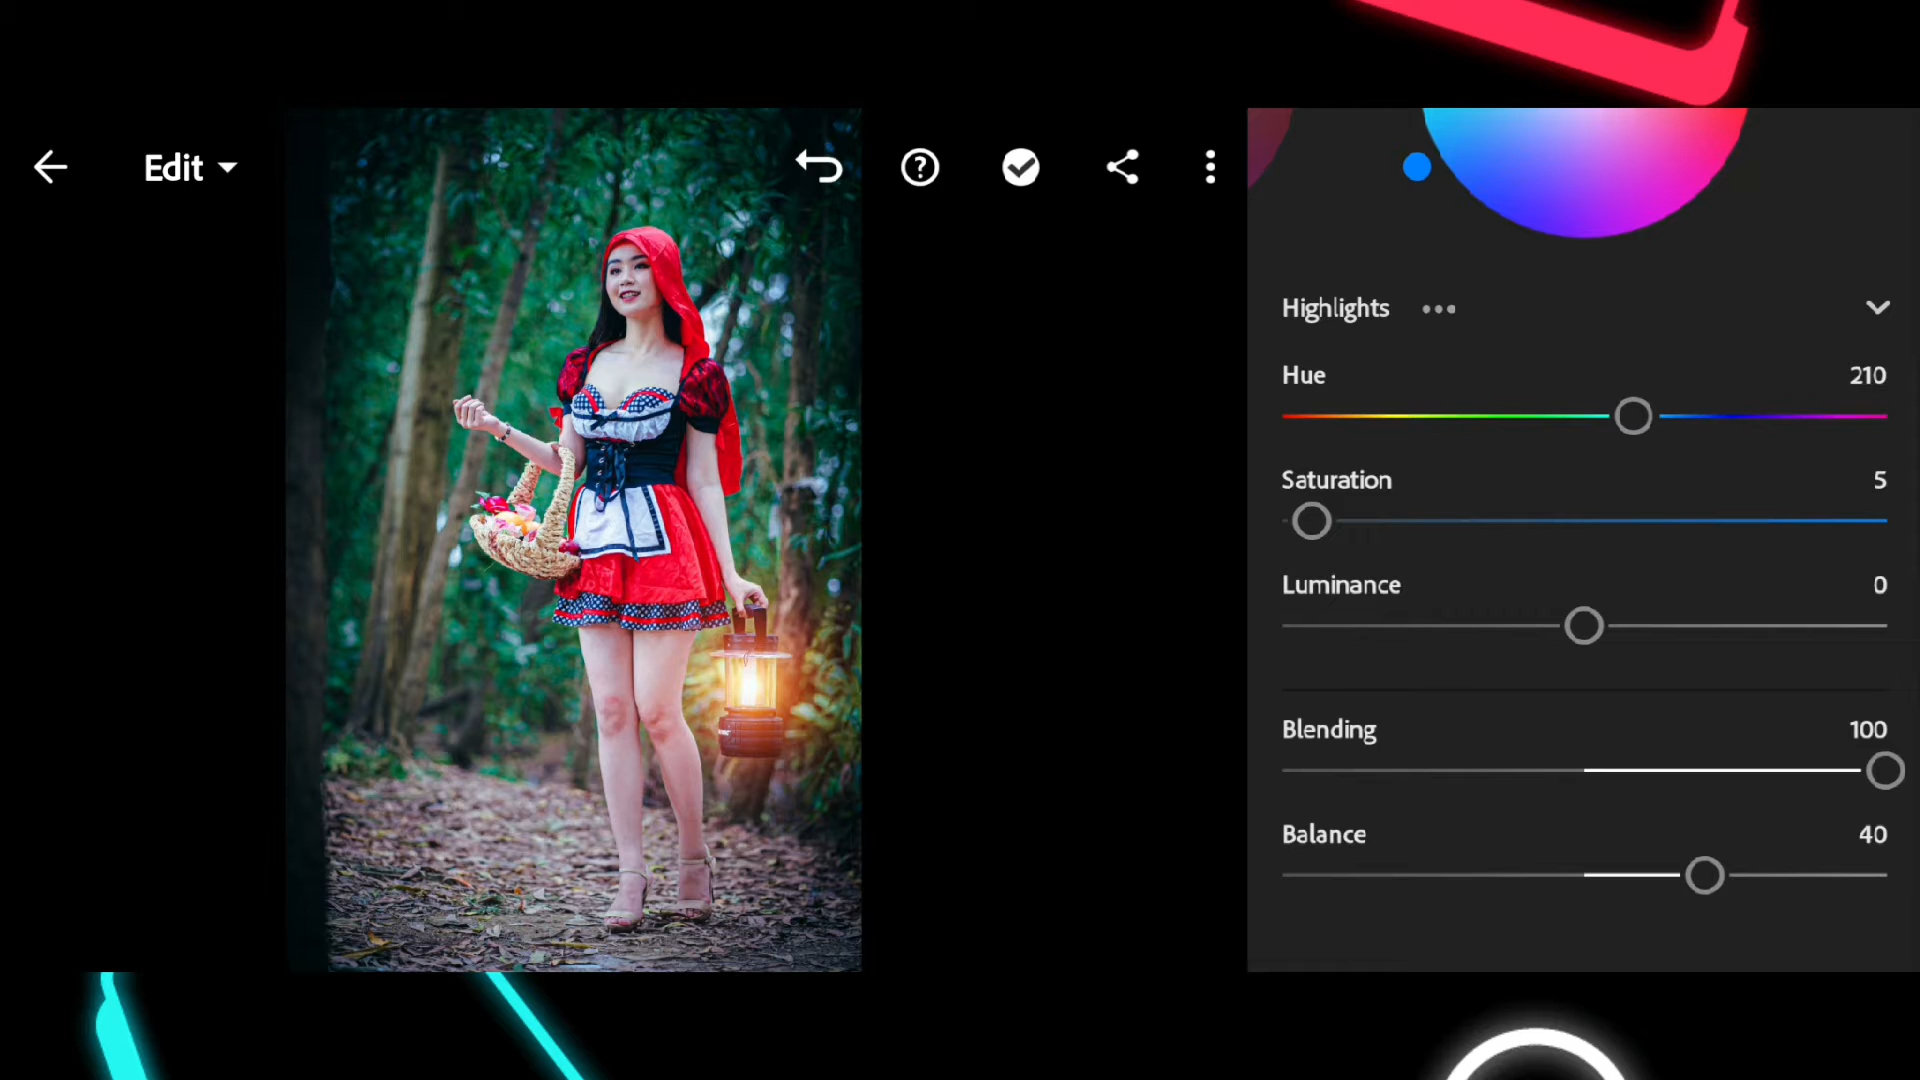 Edit
Highlights
Hue 210
Saturation 5
Luminance 0
Blending 100
Balance 40